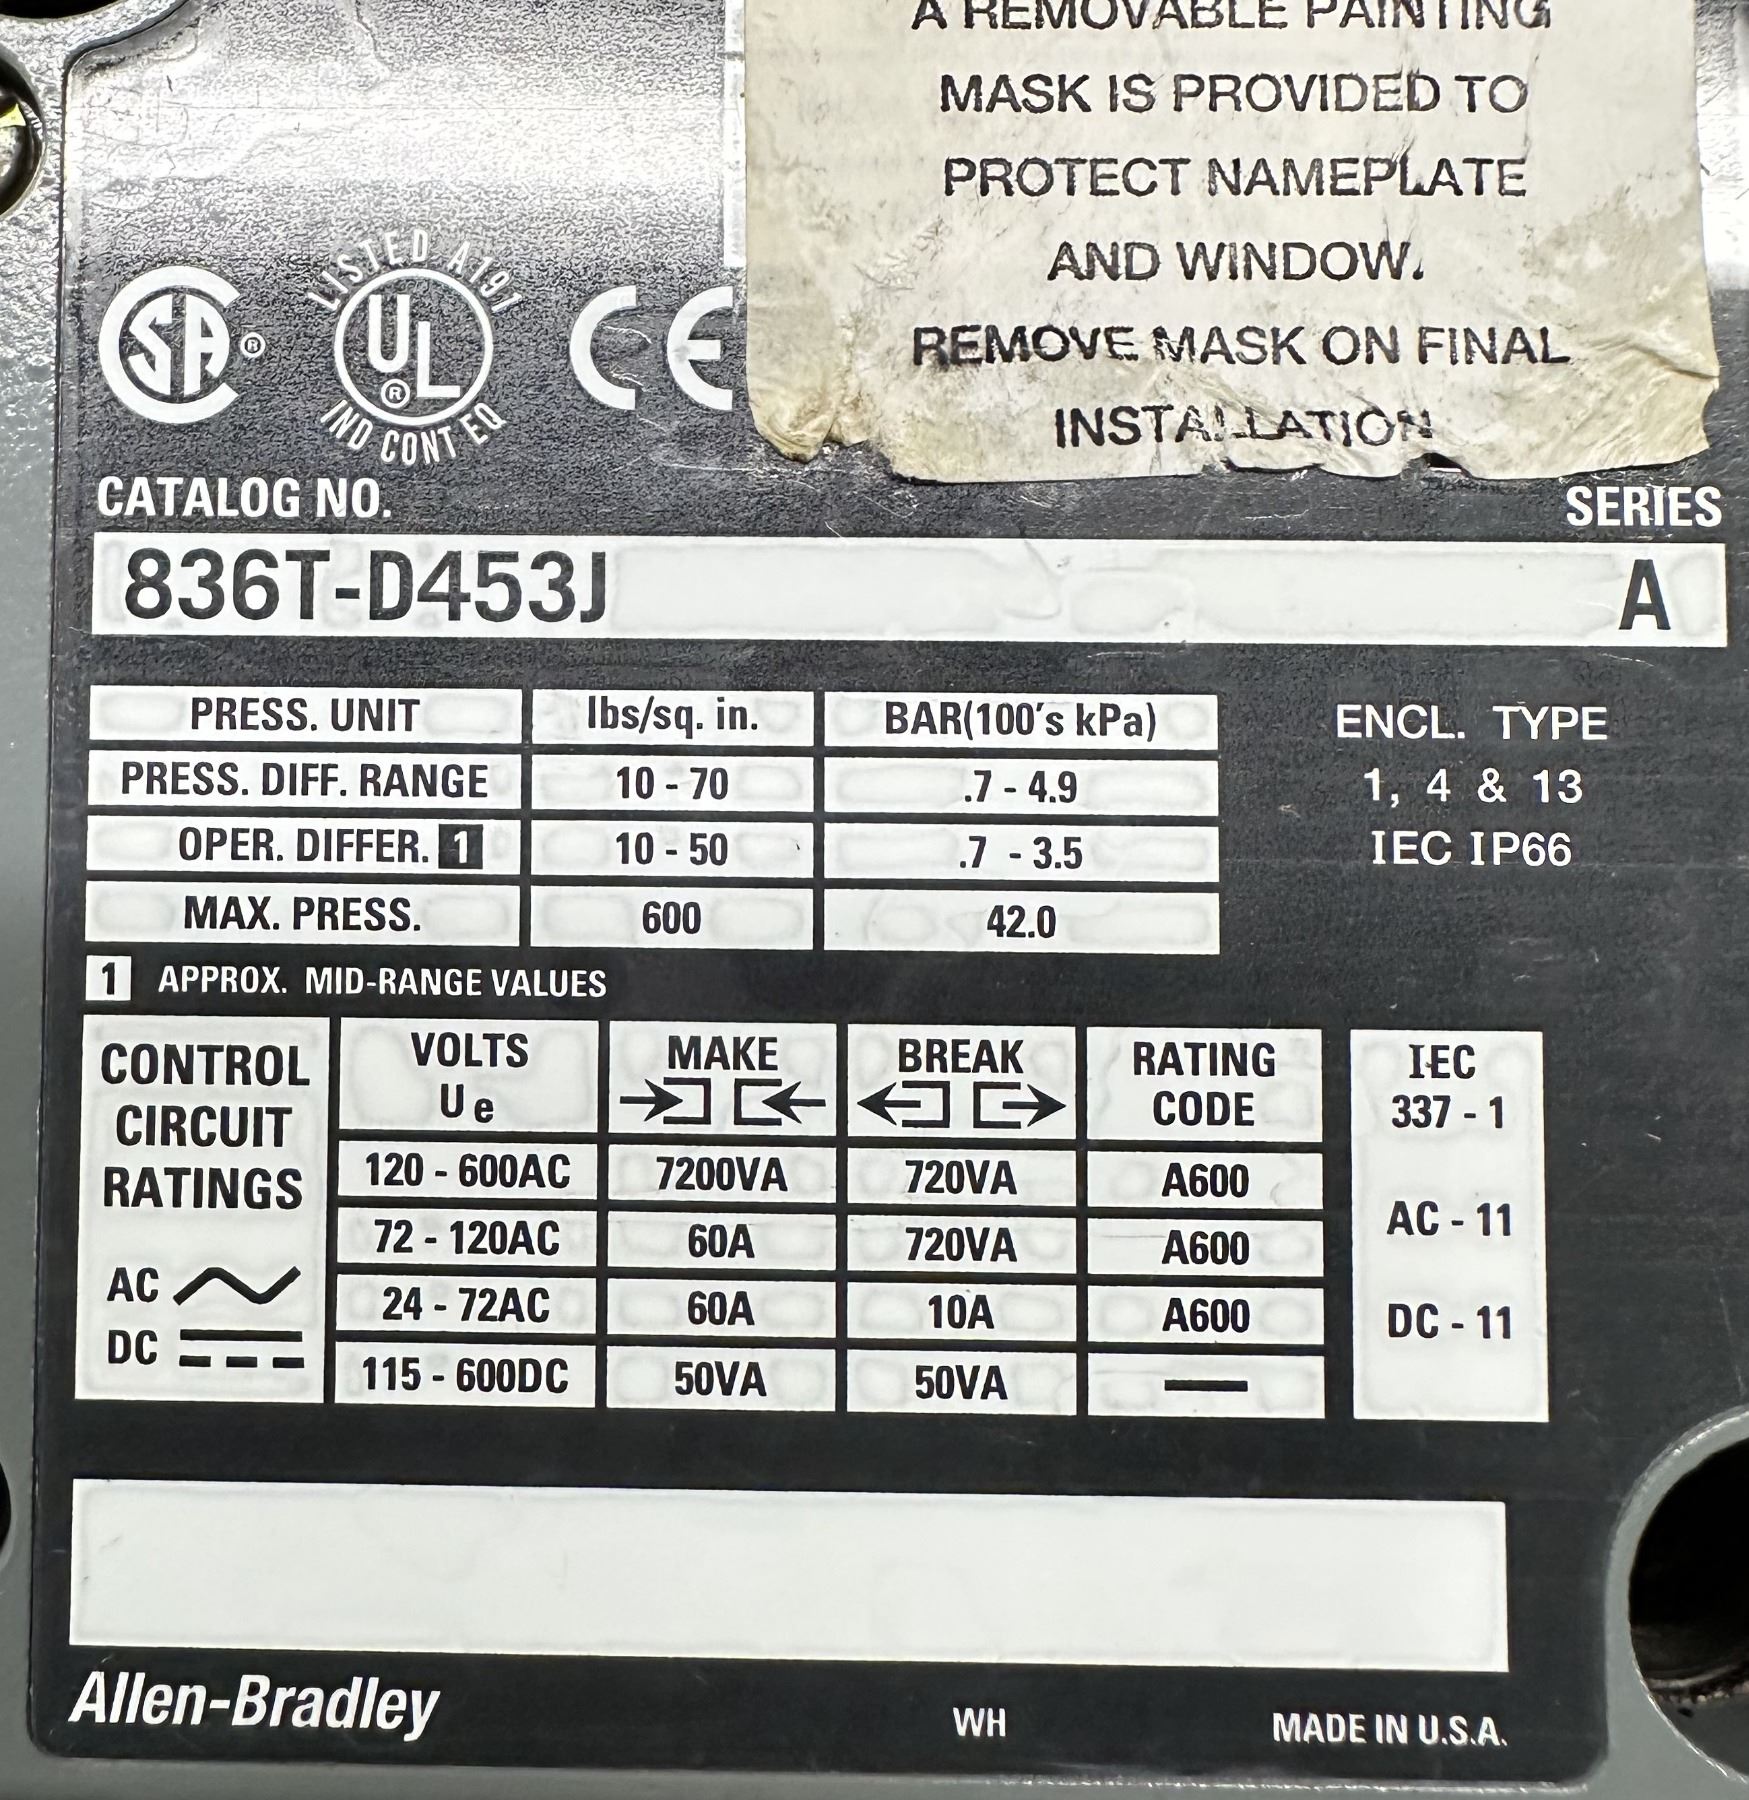 A REMOVABLE PAINTING
MASK IS PROVIDED TO
PROTECT NAMEPLATE
AND WINDOW.
REMOVE MASK ON FINAL
INSTALLATION
SA ®
LISTED A191
UL ®
IND CONT EQ
CE
CATALOG NO. SERIES
836T-D453J A
PRESS. UNIT lbs/sq. in. BAR(100's kPa)
PRESS. DIFF. RANGE 10 - 70 .7 - 4.9
OPER. DIFFER. 1 10 - 50 .7 - 3.5
MAX. PRESS. 600 42.0
ENCL. TYPE
1, 4 & 13
IEC IP66
1 APPROX. MID-RANGE VALUES
CONTROL
CIRCUIT
RATINGS
AC
DC
VOLTS
Ue
MAKE
BREAK
RATING
CODE
120 - 600AC 7200VA 720VA A600
72 - 120AC 60A 720VA A600
24 - 72AC 60A 10A A600
115 - 600DC 50VA 50VA —
IEC
337 - 1
AC - 11
DC - 11
Allen-Bradley WH MADE IN U.S.A.